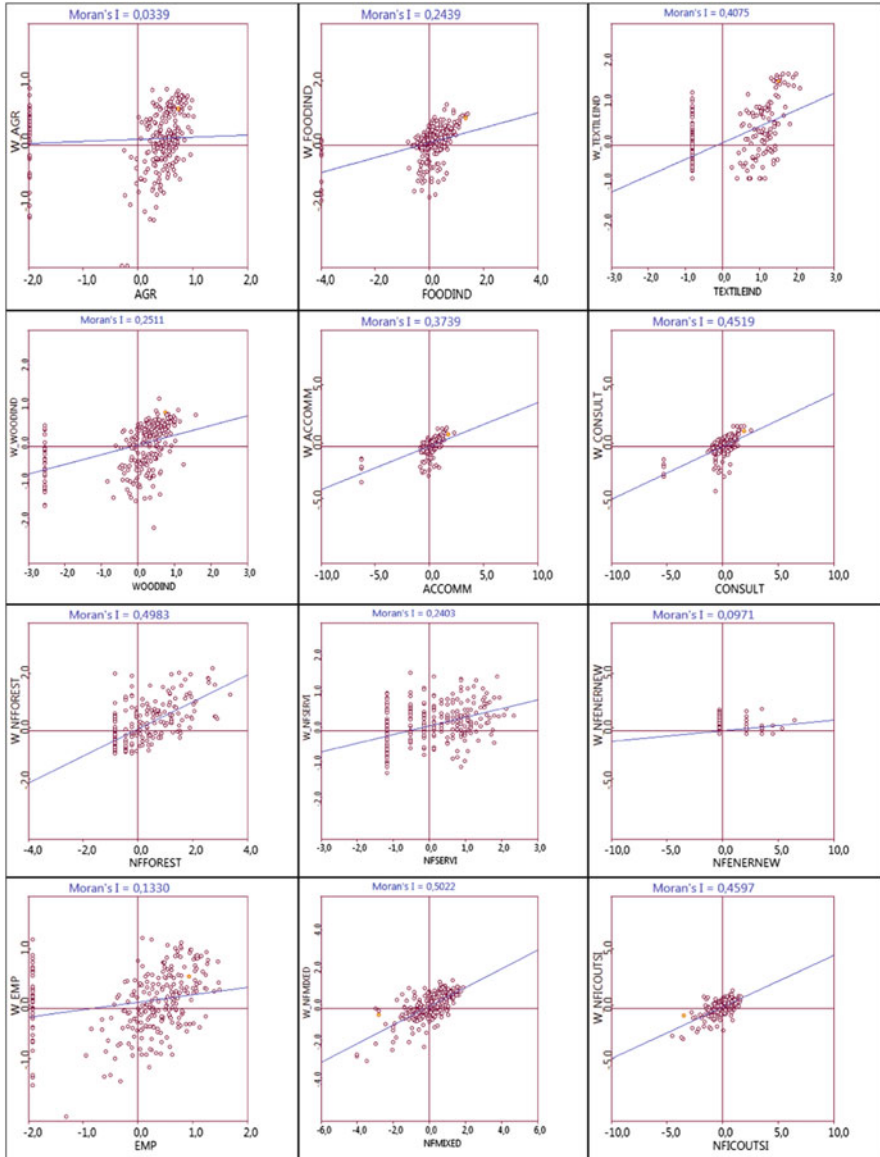 Moran's I = 0,0339
W_AGR
1.0
0.0
-1.0
-2,0 -1,0 0,0 1,0 2,0
AGR
Moran's I = 0,2439
W_FOODIND
2.0
0.0
-2.0
-4,0 -2,0 0,0 2,0 4,0
FOODIND
Moran's I = 0,4075
W_TEXTILEIND
2.0
1.0
0.0
-1.0
-2.0
-3,0 -2,0 -1,0 0,0 1,0 2,0 3,0
TEXTILEIND
Moran's I = 0,2511
W_WOODIND
2.0
1.0
0.0
-1.0
-2.0
-3,0 -2,0 -1,0 0,0 1,0 2,0 3,0
WOODIND
Moran's I = 0,3739
W_ACCOMM
5,0
0,0
-5,0
-10,0 -5,0 0,0 5,0 10,0
ACCOMM
Moran's I = 0,4519
W_CONSULT
5,0
0,0
-5,0
-10,0 -5,0 0,0 5,0 10,0
CONSULT
Moran's I = 0,4983
W_NFFOREST
2.0
0.0
-2.0
-4,0 -2,0 0,0 2,0 4,0
NFFOREST
Moran's I = 0,2403
W_NFSERVI
2.0
1.0
0.0
-1.0
-2.0
-3,0 -2,0 -1,0 0,0 1,0 2,0 3,0
NFSERVI
Moran's I = 0,0971
W_NFENERNEW
5,0
0,0
-5,0
-10,0 -5,0 0,0 5,0 10,0
NFENERNEW
Moran's I = 0,1330
W_EMP
1.0
0.0
-1.0
-2,0 -1,0 0,0 1,0 2,0
EMP
Moran's I = 0,5022
W_NFMIXED
4.0
2.0
0.0
-2.0
-4.0
-6,0 -4,0 -2,0 0,0 2,0 4,0 6,0
NFMIXED
Moran's I = 0,4597
W_NFICOUTSI
5,0
0,0
-5,0
-10,0 -5,0 0,0 5,0 10,0
NFICOUTSI